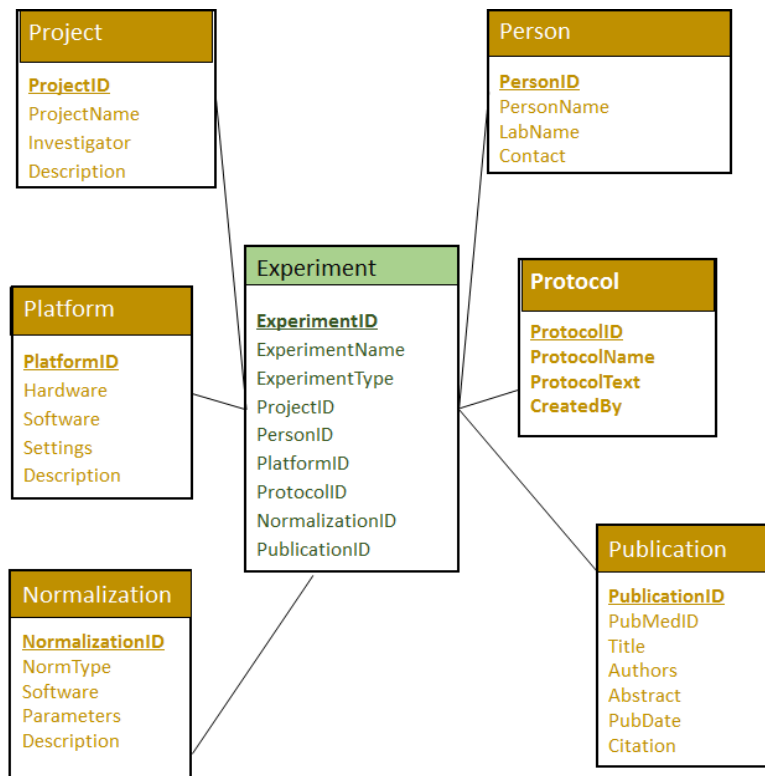 Project
ProjectID
ProjectName
Investigator
Description
Person
PersonID
PersonName
LabName
Contact
Experiment
ExperimentID
ExperimentName
ExperimentType
ProjectID
PersonID
PlatformID
ProtocolID
NormalizationID
PublicationID
Platform
PlatformID
Hardware
Software
Settings
Description
Protocol
ProtocolID
ProtocolName
ProtocolText
CreatedBy
Normalization
NormalizationID
NormType
Software
Parameters
Description
Publication
PublicationID
PubMedID
Title
Authors
Abstract
PubDate
Citation